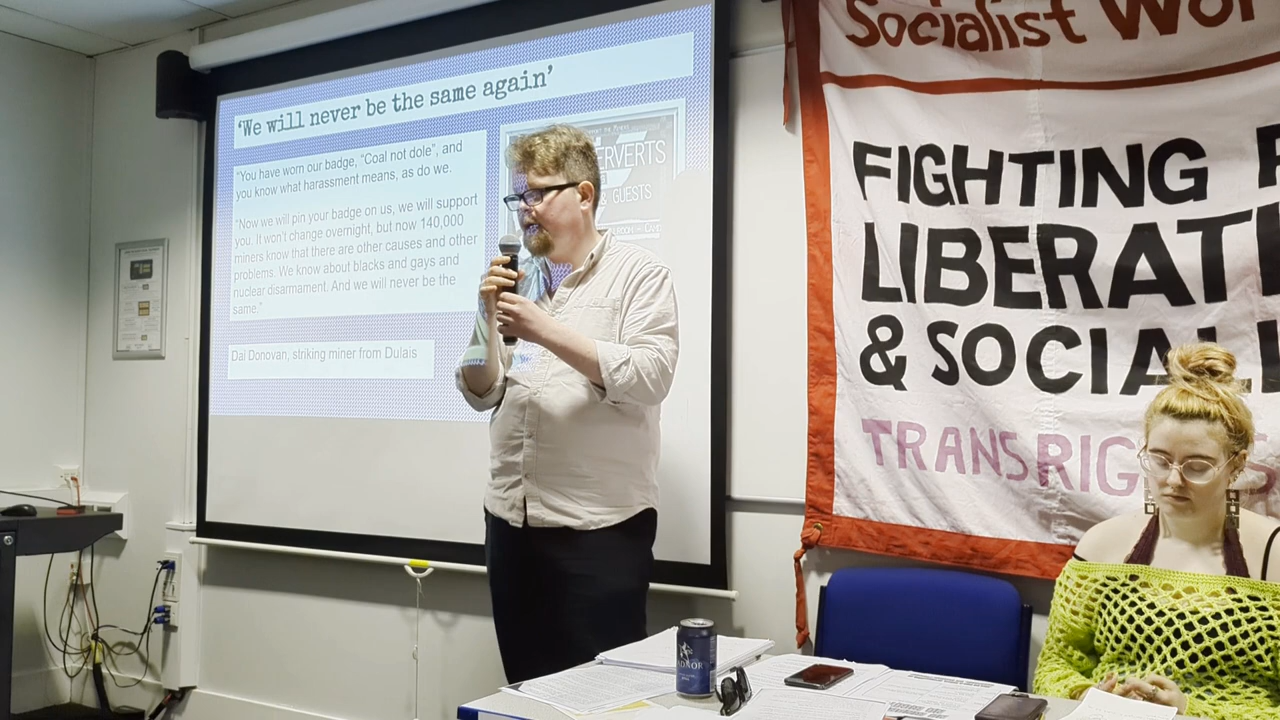 'We will never be the same again'
"You have worn our badge, "Coal not dole", and
you know what harassment means, as do we.
"Now we will pin your badge on us, we will support
you. It won't change overnight, but now 140,000
miners know that there are other causes and other
problems. We know about blacks and gays and
nuclear disarmament. And we will never be the
same."
Dai Donovan, striking miner from Dulais
ERVERTS
& GUESTS
Socialist Wor
FIGHTING
LIBERAT
& SOCIAL
TRANS RIG
ADNOR